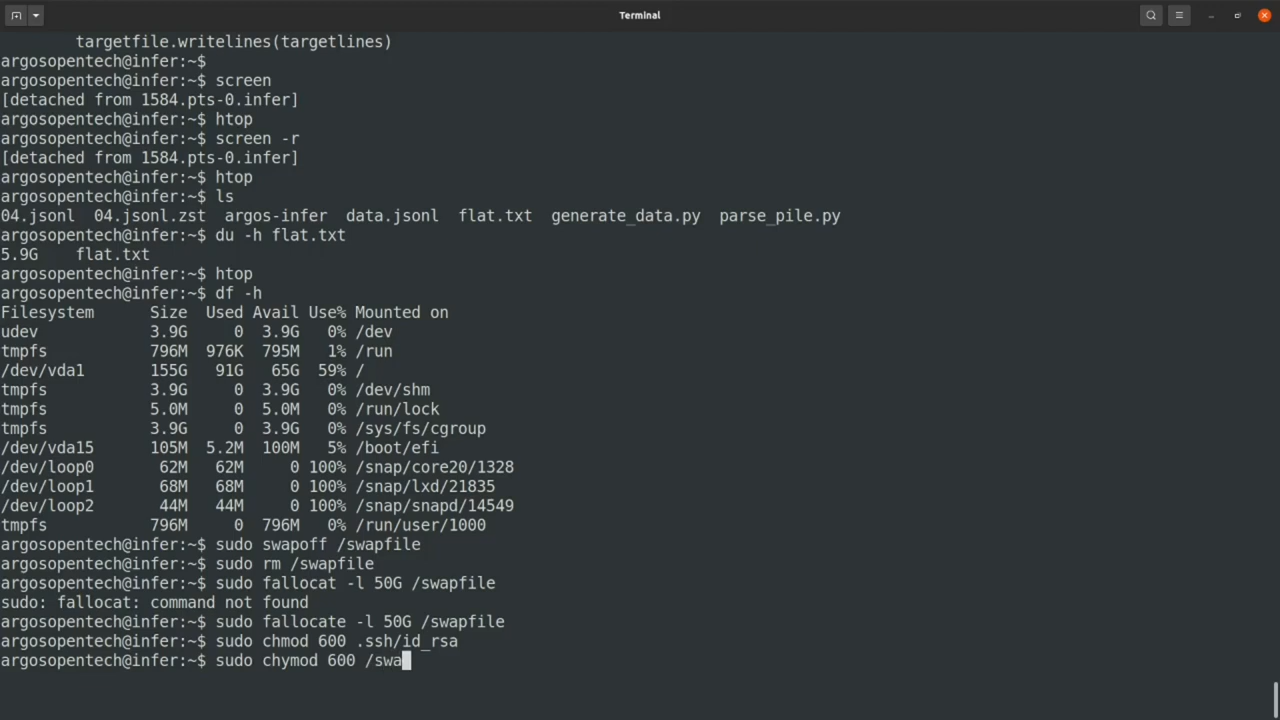 Terminal
targetfile.writelines(targetlines)
argosopentech@infer:~$
argosopentech@infer:~$ screen
[detached from 1584.pts-0.infer]
argosopentech@infer:~$ htop
argosopentech@infer:~$ screen -r
[detached from 1584.pts-0.infer]
argosopentech@infer:~$ htop
argosopentech@infer:~$ ls
04.jsonl  04.jsonl.zst  argos-infer  data.jsonl  flat.txt  generate_data.py  parse_pile.py
argosopentech@infer:~$ du -h flat.txt
5.9G    flat.txt
argosopentech@infer:~$ htop
argosopentech@infer:~$ df -h
Filesystem      Size  Used Avail Use% Mounted on
udev            3.9G     0  3.9G   0% /dev
tmpfs           796M  976K  795M   1% /run
/dev/vda1       155G   91G   65G  59% /
tmpfs           3.9G     0  3.9G   0% /dev/shm
tmpfs           5.0M     0  5.0M   0% /run/lock
tmpfs           3.9G     0  3.9G   0% /sys/fs/cgroup
/dev/vda15      105M  5.2M  100M   5% /boot/efi
/dev/loop0       62M   62M     0 100% /snap/core20/1328
/dev/loop1       68M   68M     0 100% /snap/lxd/21835
/dev/loop2       44M   44M     0 100% /snap/snapd/14549
tmpfs           796M     0  796M   0% /run/user/1000
argosopentech@infer:~$ sudo swapoff /swapfile
argosopentech@infer:~$ sudo rm /swapfile
argosopentech@infer:~$ sudo fallocat -l 50G /swapfile
sudo: fallocat: command not found
argosopentech@infer:~$ sudo fallocate -l 50G /swapfile
argosopentech@infer:~$ sudo chmod 600 .ssh/id_rsa
argosopentech@infer:~$ sudo chymod 600 /swa